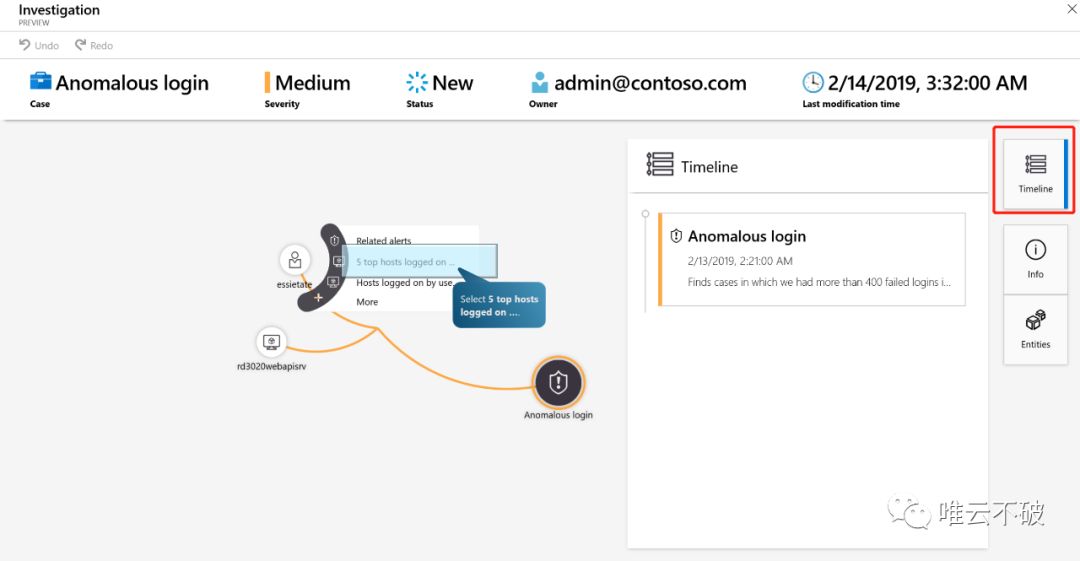 Investigation
PREVIEW
Undo Redo
Anomalous login
Case
Medium
Severity
New
Status
admin@contoso.com
Owner
2/14/2019, 3:32:00 AM
Last modification time
essietate
rd3020webapisrv
Related alerts
5 top hosts logged on ...
Hosts logged on by use..
More
Select 5 top hosts
logged on ....
Anomalous login
Timeline
Anomalous login
2/13/2019, 2:21:00 AM
Finds cases in which we had more than 400 failed logins i...
Timeline
Info
Entities
唯云不破